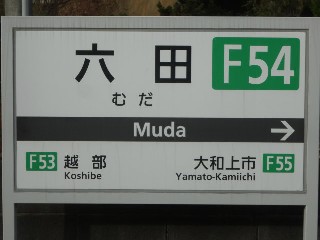 六田 F54
むだ
Muda →
F53 越部 大和上市 F55
Koshibe Yamato-Kamiichi